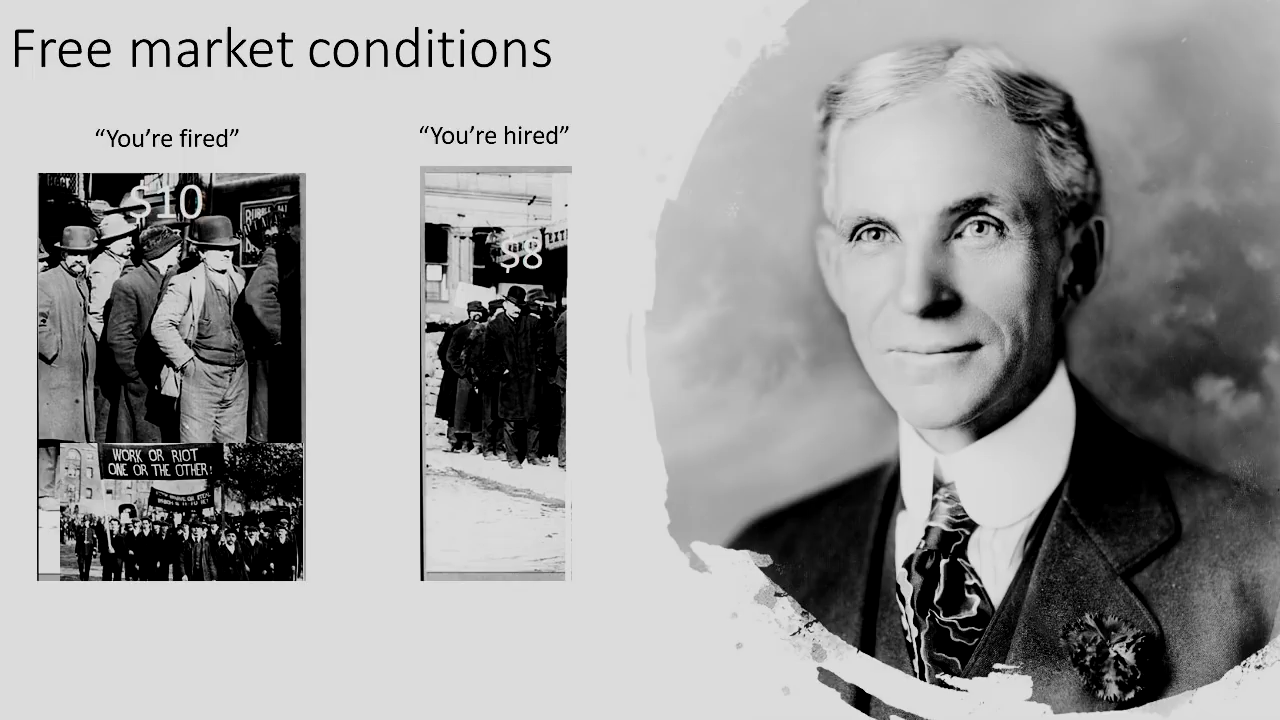 Free market conditions
“You’re fired”
“You’re hired”
$10
$8
WORK OR RIOT
ONE OR THE OTHER!